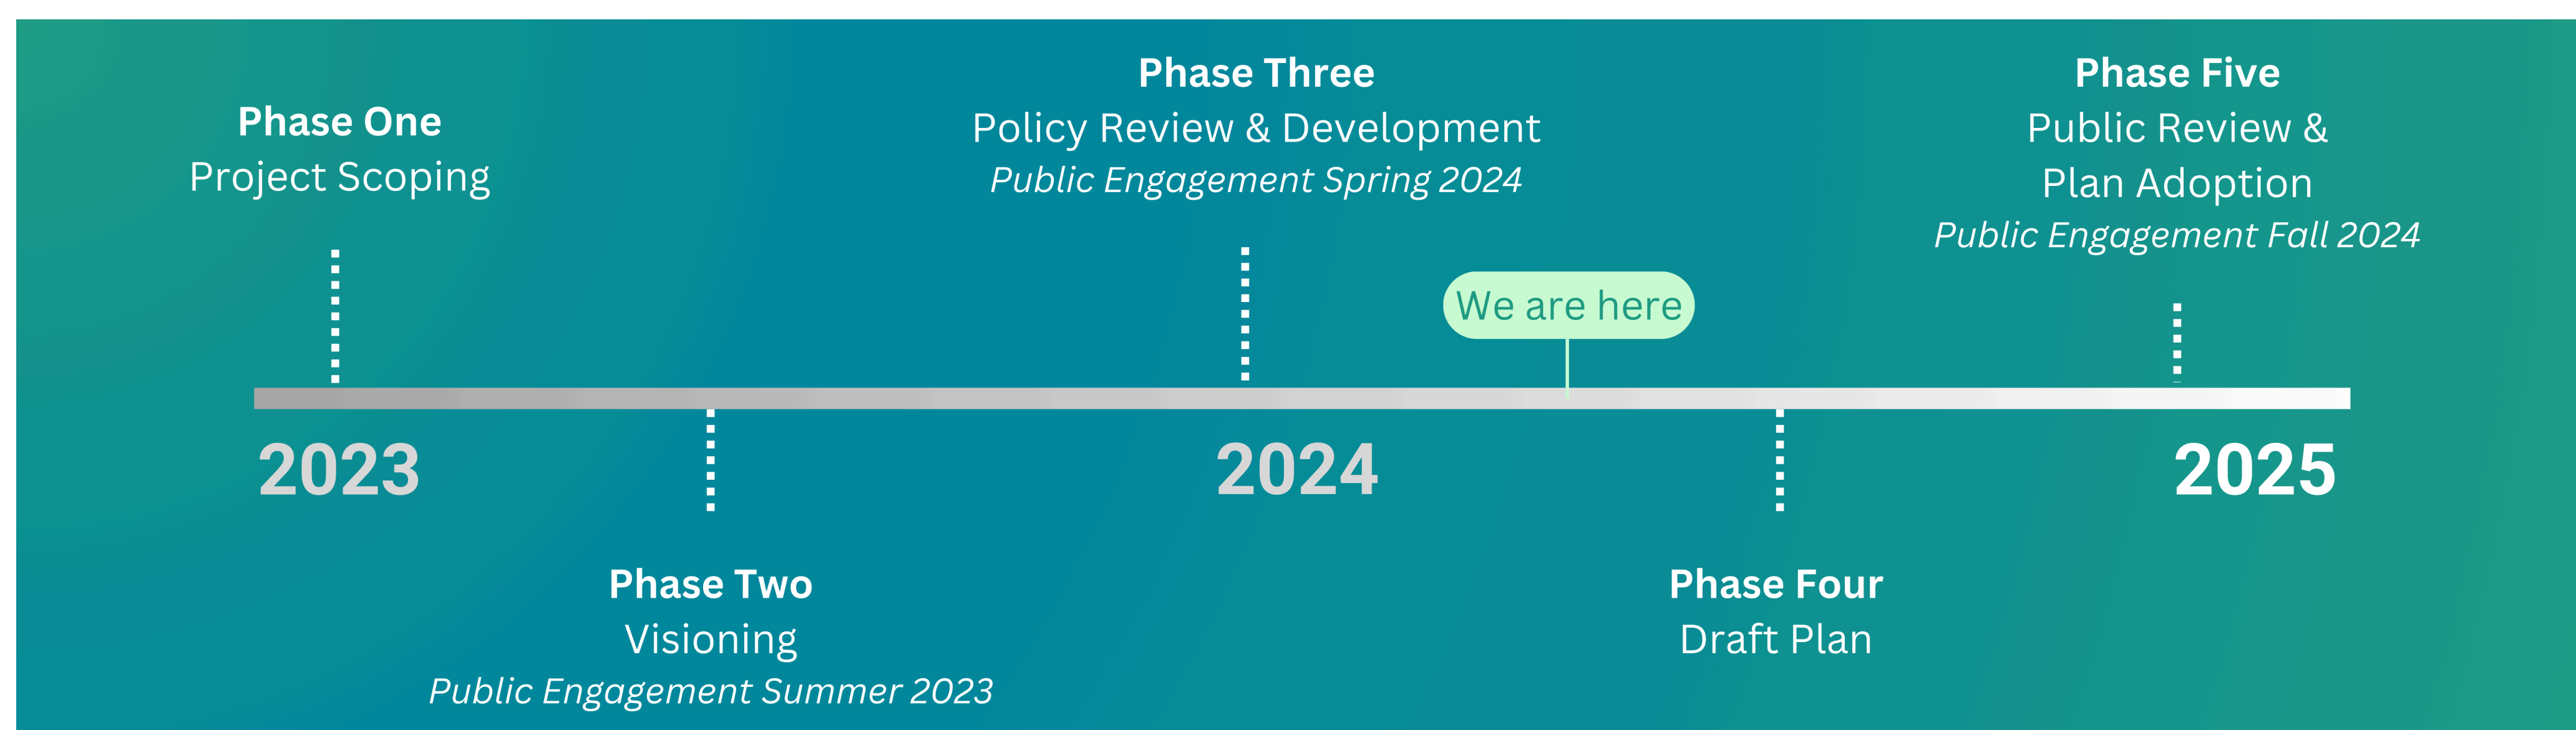 Phase One
Project Scoping
Phase Three
Policy Review & Development
Public Engagement Spring 2024
Phase Five
Public Review &
Plan Adoption
Public Engagement Fall 2024
We are here
2023
2024
2025
Phase Two
Visioning
Public Engagement Summer 2023
Phase Four
Draft Plan